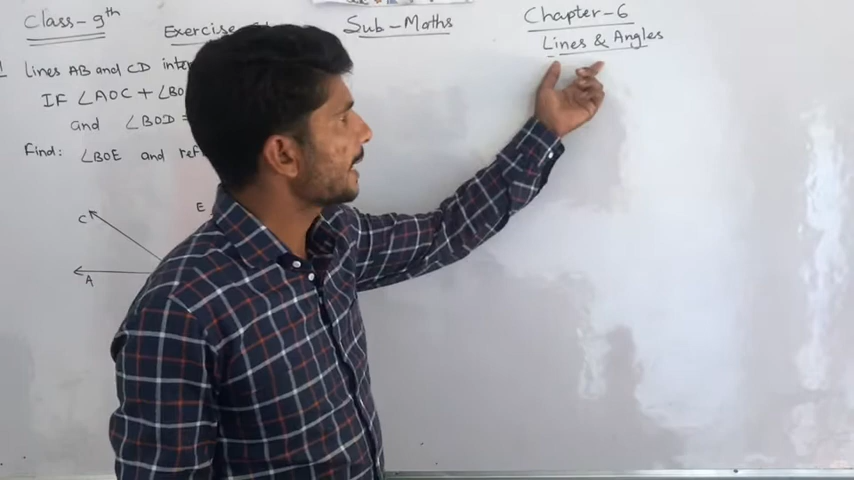 Class-9th Exercise Sub-Maths Chapter-6
Lines & Angles
Lines AB and CD inter
IF ∠AOC + ∠BO
and ∠BOD =
Find: ∠BOE and ref
E
C
A